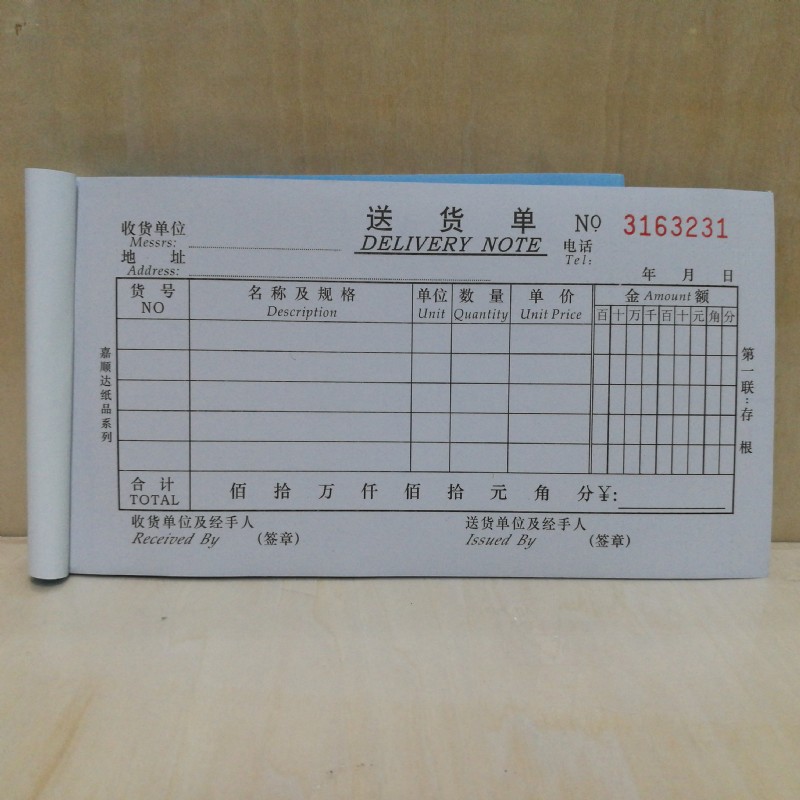 送货单 NO 3163231
DELIVERY NOTE
收货单位
Messrs:
电话
Tel:
地址
Address:
年 月 日
货号 名称及规格 单位 数量 单价 金 Amount 额
NO Description Unit Quantity Unit Price 百 十 万 千 百 十 元 角 分
嘉顺达纸品系列
第一联:存根
合计
TOTAL
佰 拾 万 仟 佰 拾 元 角 分 ¥:
收货单位及经手人 送货单位及经手人
Received By (签章) Issued By (签章)